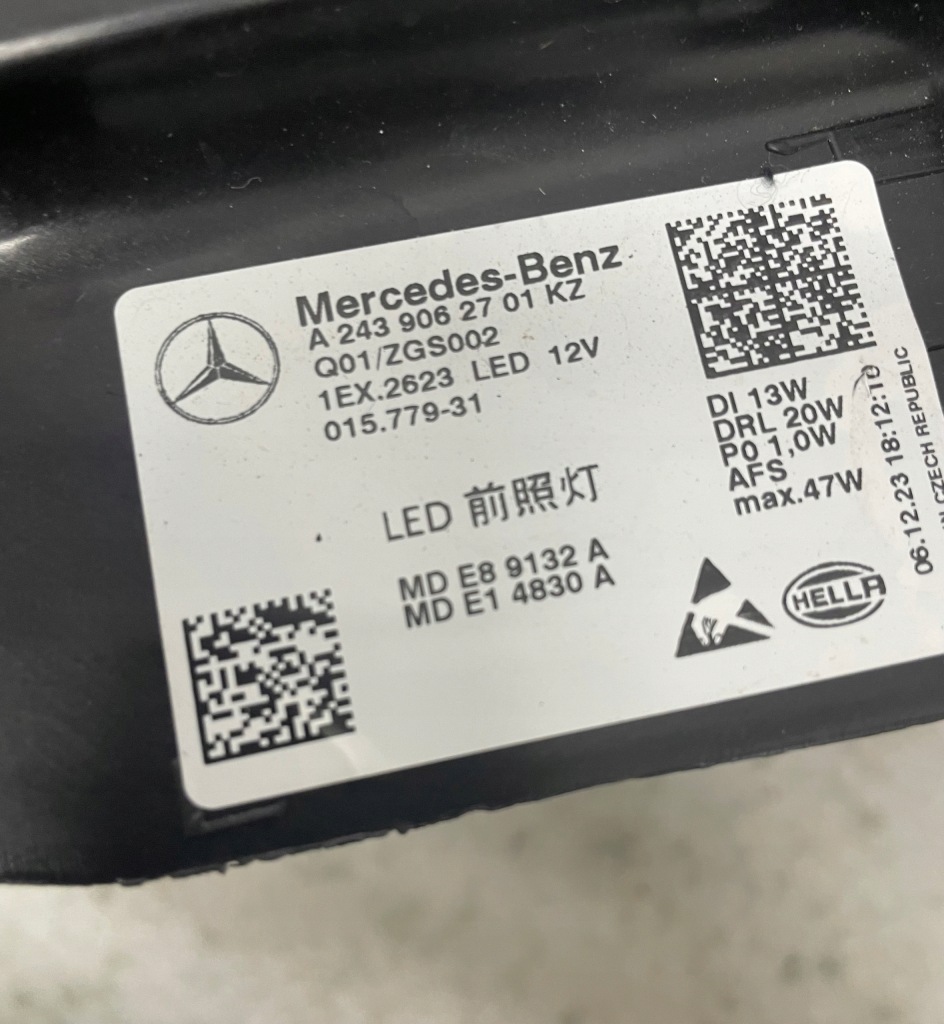 Mercedes-Benz
A 243 906 27 01 KZ
Q01/ZGS002
1EX.2623 LED 12V
015.779-31
LED 前照灯
MD E8 9132 A
MD E1 4830 A
DI 13W
DRL 20W
PO 1,0W
AFS
max.47W
HELLA
06.12.23 18:12:10
CZECH REPUBLIC